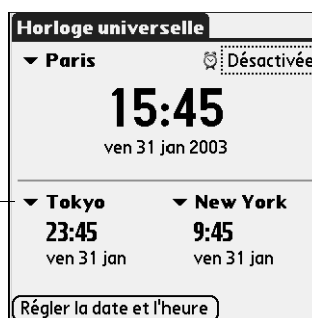 Horloge universelle
Paris Désactivée
15:45
ven 31 jan 2003
Tokyo New York
23:45 9:45
ven 31 jan ven 31 jan
Régler la date et l'heure